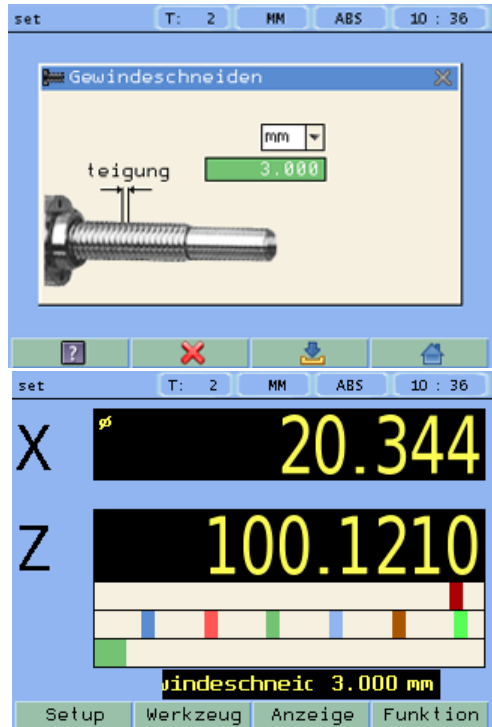 set T: 2 MM ABS 10 : 36
Gewindeschneiden
mm
teigung 3.000
?
set T: 2 MM ABS 10 : 36
X ø 20.344
Z 100.1210
windeschneic 3.000 mm
Setup Werkzeug Anzeige Funktion